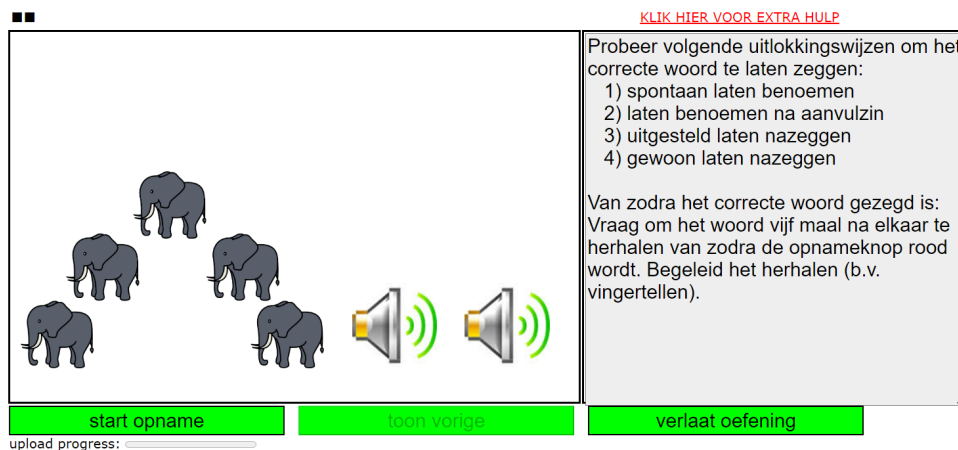 KLIK HIER VOOR EXTRA HULP
Probeer volgende uitlokkingswijzen om het
correcte woord te laten zeggen:
1) spontaan laten benoemen
2) laten benoemen na aanvulzin
3) uitgesteld laten nazeggen
4) gewoon laten nazeggen
Van zodra het correcte woord gezegd is:
Vraag om het woord vijf maal na elkaar te
herhalen van zodra de opnameknop rood
wordt. Begeleid het herhalen (b.v.
vingertellen).
start opname
toon vorige
verlaat oefening
upload progress: